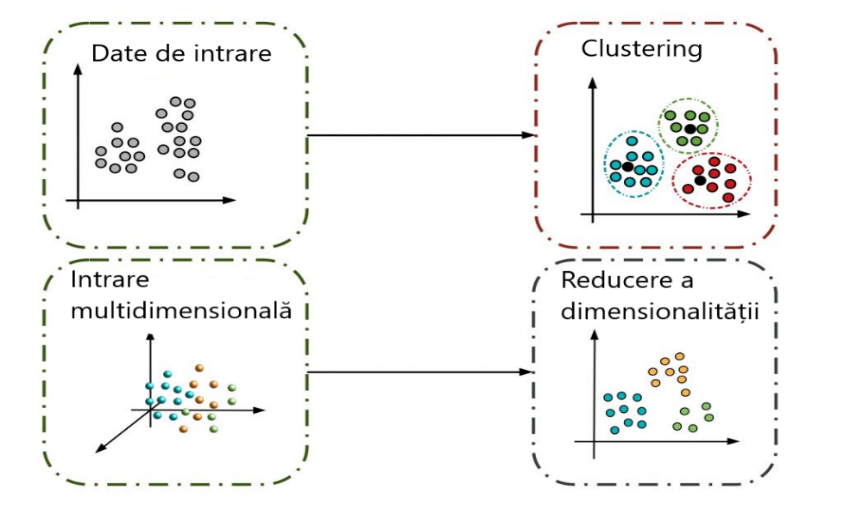 Date de intrare
Clustering
Intrare
multidimensională
Reducere a
dimensionalității